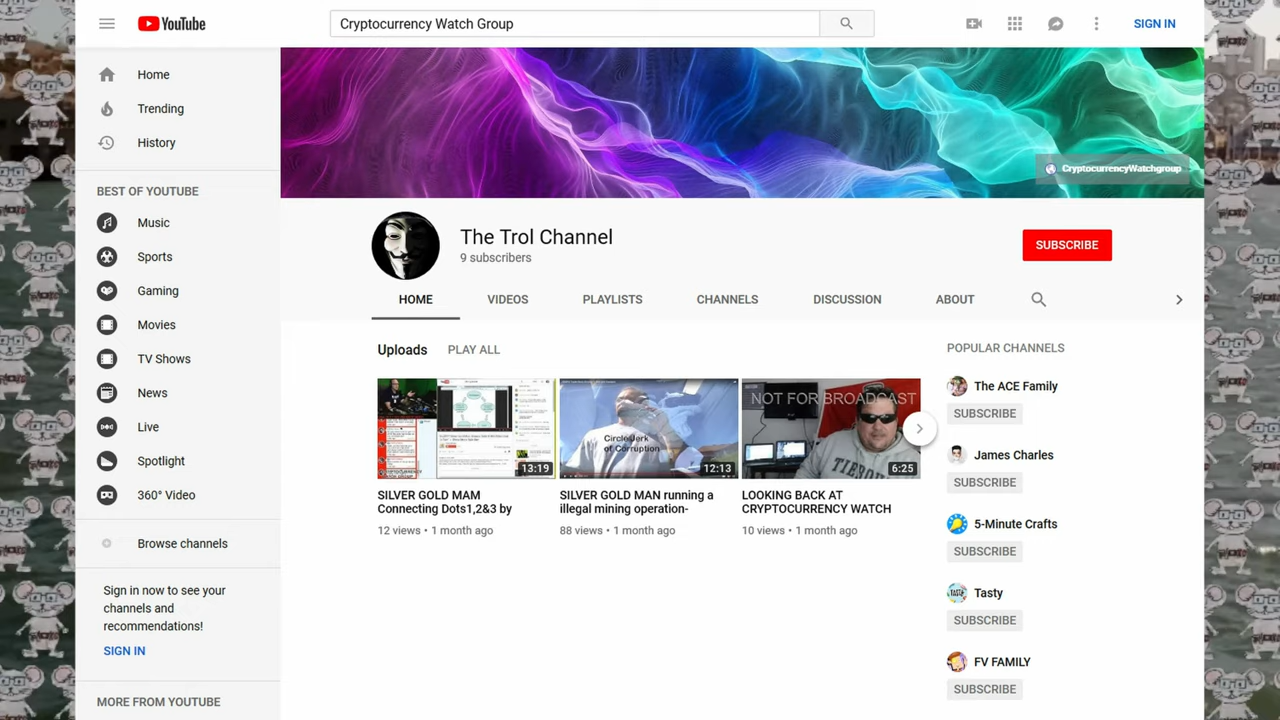 YouTube
Cryptocurrency Watch Group
SIGN IN
Home
Trending
History
BEST OF YOUTUBE
Music
Sports
Gaming
Movies
TV Shows
News
Live
Spotlight
360° Video
Browse channels
Sign in now to see your
channels and
recommendations!
SIGN IN
MORE FROM YOUTUBE
CryptocurrencyWatchgroup
The Trol Channel
9 subscribers
SUBSCRIBE
HOME
VIDEOS
PLAYLISTS
CHANNELS
DISCUSSION
ABOUT
Uploads
PLAY ALL
13:19
SILVER GOLD MAM
Connecting Dots1,2&3 by
12 views • 1 month ago
CircleJerk
of Corruption
12:13
SILVER GOLD MAN running a
illegal mining operation-
88 views • 1 month ago
NOT FOR BROADCAST
6:25
LOOKING BACK AT
CRYPTOCURRENCY WATCH
10 views • 1 month ago
POPULAR CHANNELS
The ACE Family
SUBSCRIBE
James Charles
SUBSCRIBE
5-Minute Crafts
SUBSCRIBE
Tasty
SUBSCRIBE
FV FAMILY
SUBSCRIBE